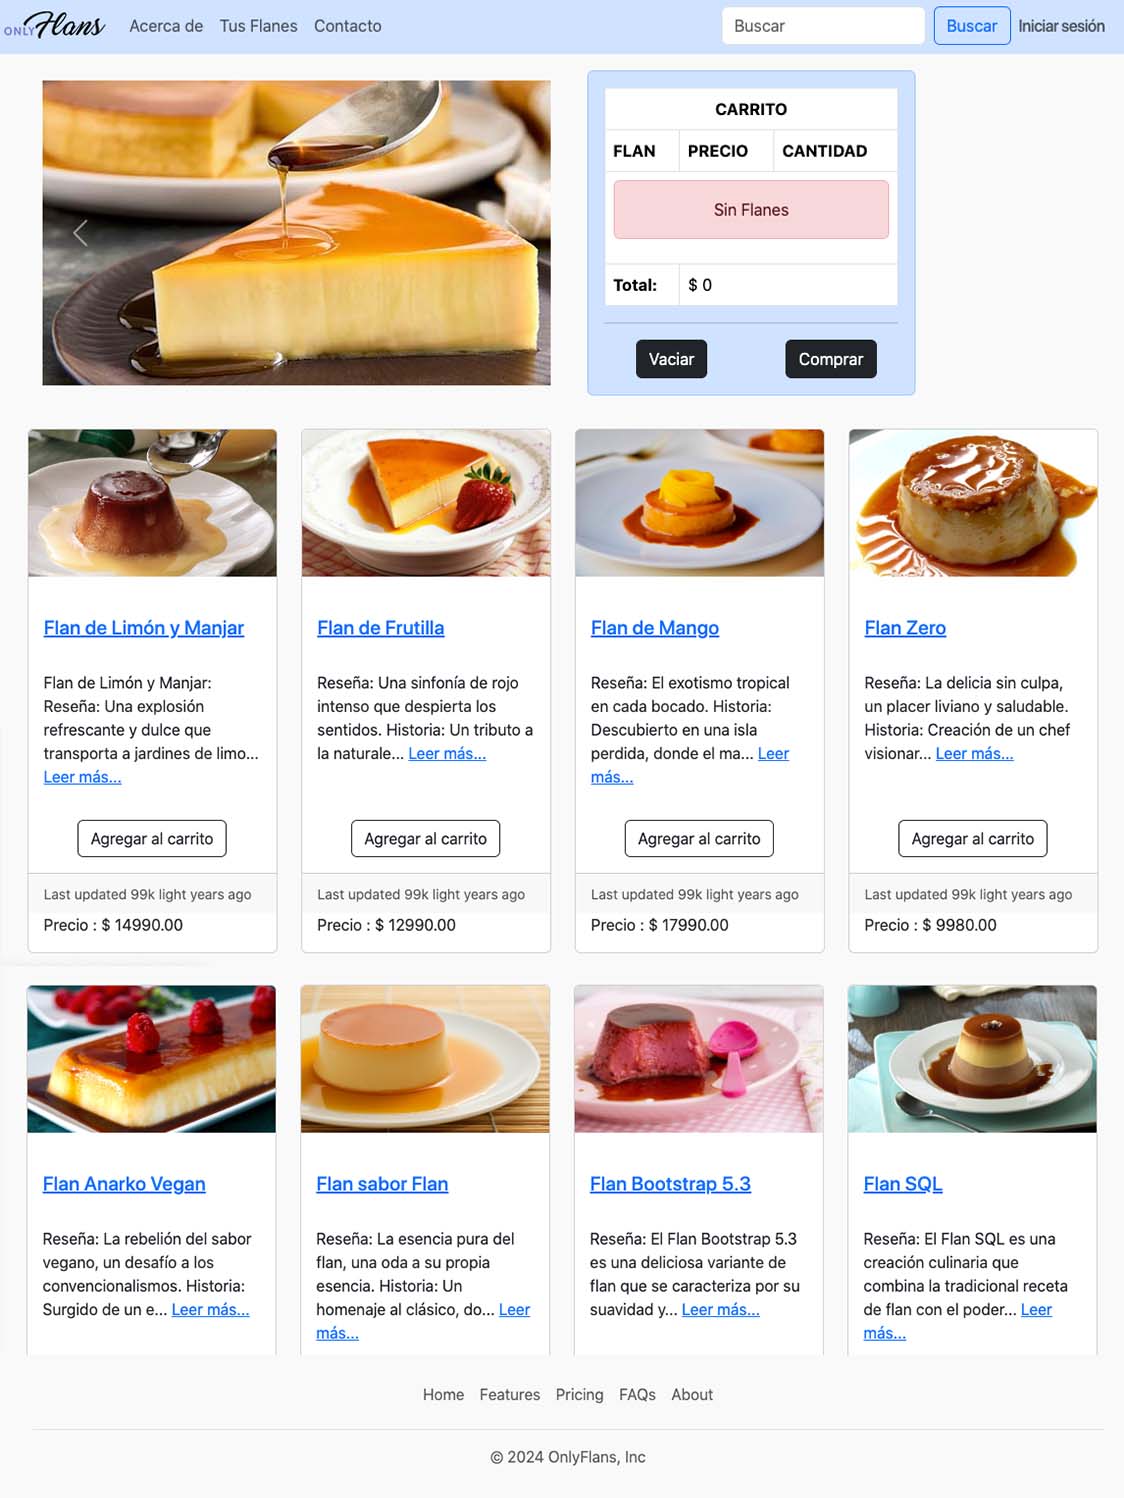 ONLY Flans Acerca de Tus Flanes Contacto Buscar Buscar Iniciar sesión
CARRITO
FLAN PRECIO CANTIDAD
Sin Flanes
Total: $ 0
Vaciar Comprar
Flan de Limón y Manjar
Flan de Limón y Manjar:
Reseña: Una explosión
refrescante y dulce que
transporta a jardines de limo...
Leer más...
Agregar al carrito
Last updated 99k light years ago
Precio : $ 14990.00
Flan de Frutilla
Reseña: Una sinfonía de rojo
intenso que despierta los
sentidos. Historia: Un tributo a
la naturale... Leer más...
Agregar al carrito
Last updated 99k light years ago
Precio : $ 12990.00
Flan de Mango
Reseña: El exotismo tropical
en cada bocado. Historia:
Descubierto en una isla
perdida, donde el ma... Leer
más...
Agregar al carrito
Last updated 99k light years ago
Precio : $ 17990.00
Flan Zero
Reseña: La delicia sin culpa,
un placer liviano y saludable.
Historia: Creación de un chef
visionar... Leer más...
Agregar al carrito
Last updated 99k light years ago
Precio : $ 9980.00
Flan Anarko Vegan
Reseña: La rebelión del sabor
vegano, un desafío a los
convencionalismos. Historia:
Surgido de un e... Leer más...
Flan sabor Flan
Reseña: La esencia pura del
flan, una oda a su propia
esencia. Historia: Un
homenaje al clásico, do... Leer
más...
Flan Bootstrap 5.3
Reseña: El Flan Bootstrap 5.3
es una deliciosa variante de
flan que se caracteriza por su
suavidad y... Leer más...
Flan SQL
Reseña: El Flan SQL es una
creación culinaria que
combina la tradicional receta
de flan con el poder... Leer
más...
Home Features Pricing FAQs About
© 2024 OnlyFlans, Inc